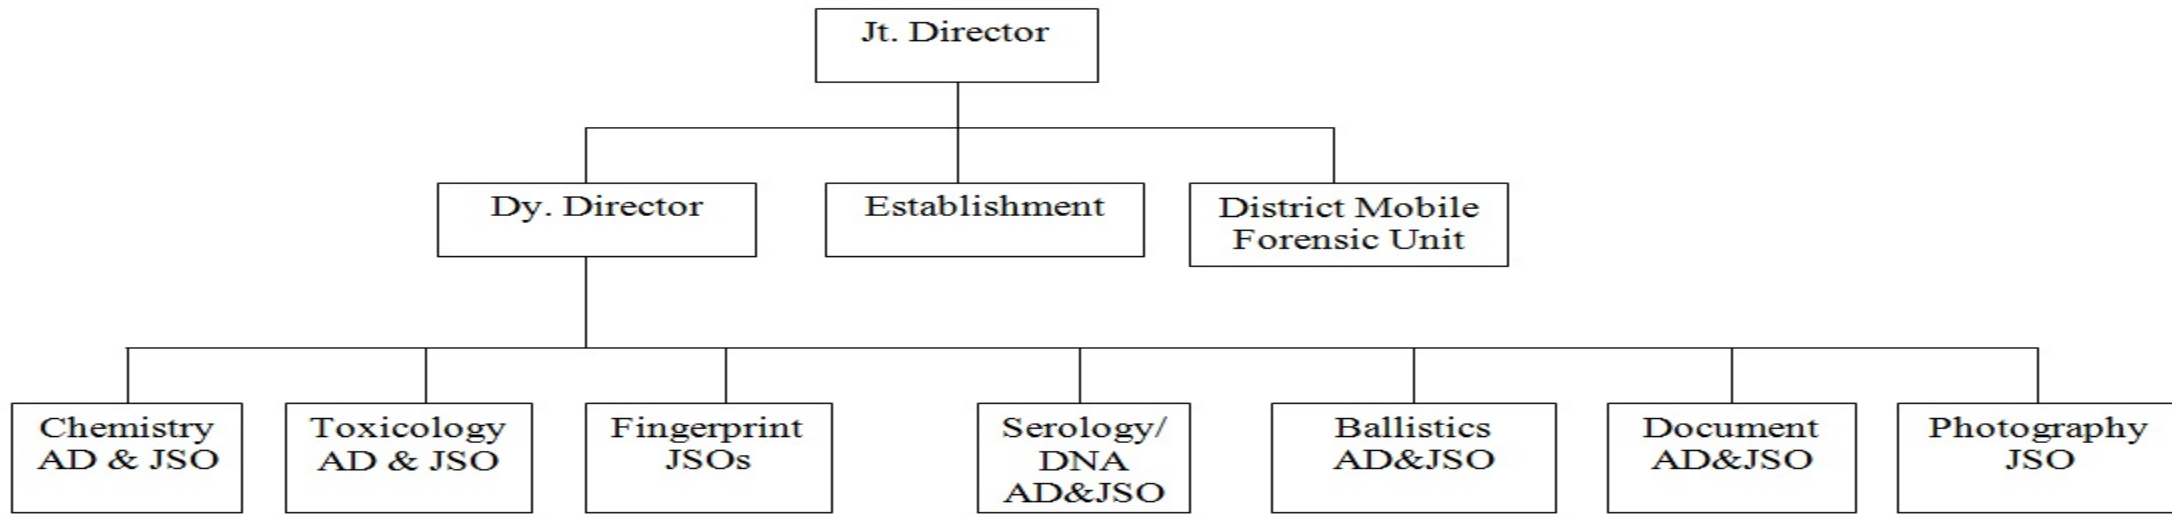 Jt. Director
Dy. Director
Establishment
District Mobile
Forensic Unit
Chemistry
AD & JSO
Toxicology
AD & JSO
Fingerprint
JSOs
Serology/
DNA
AD&JSO
Ballistics
AD&JSO
Document
AD&JSO
Photography
JSO